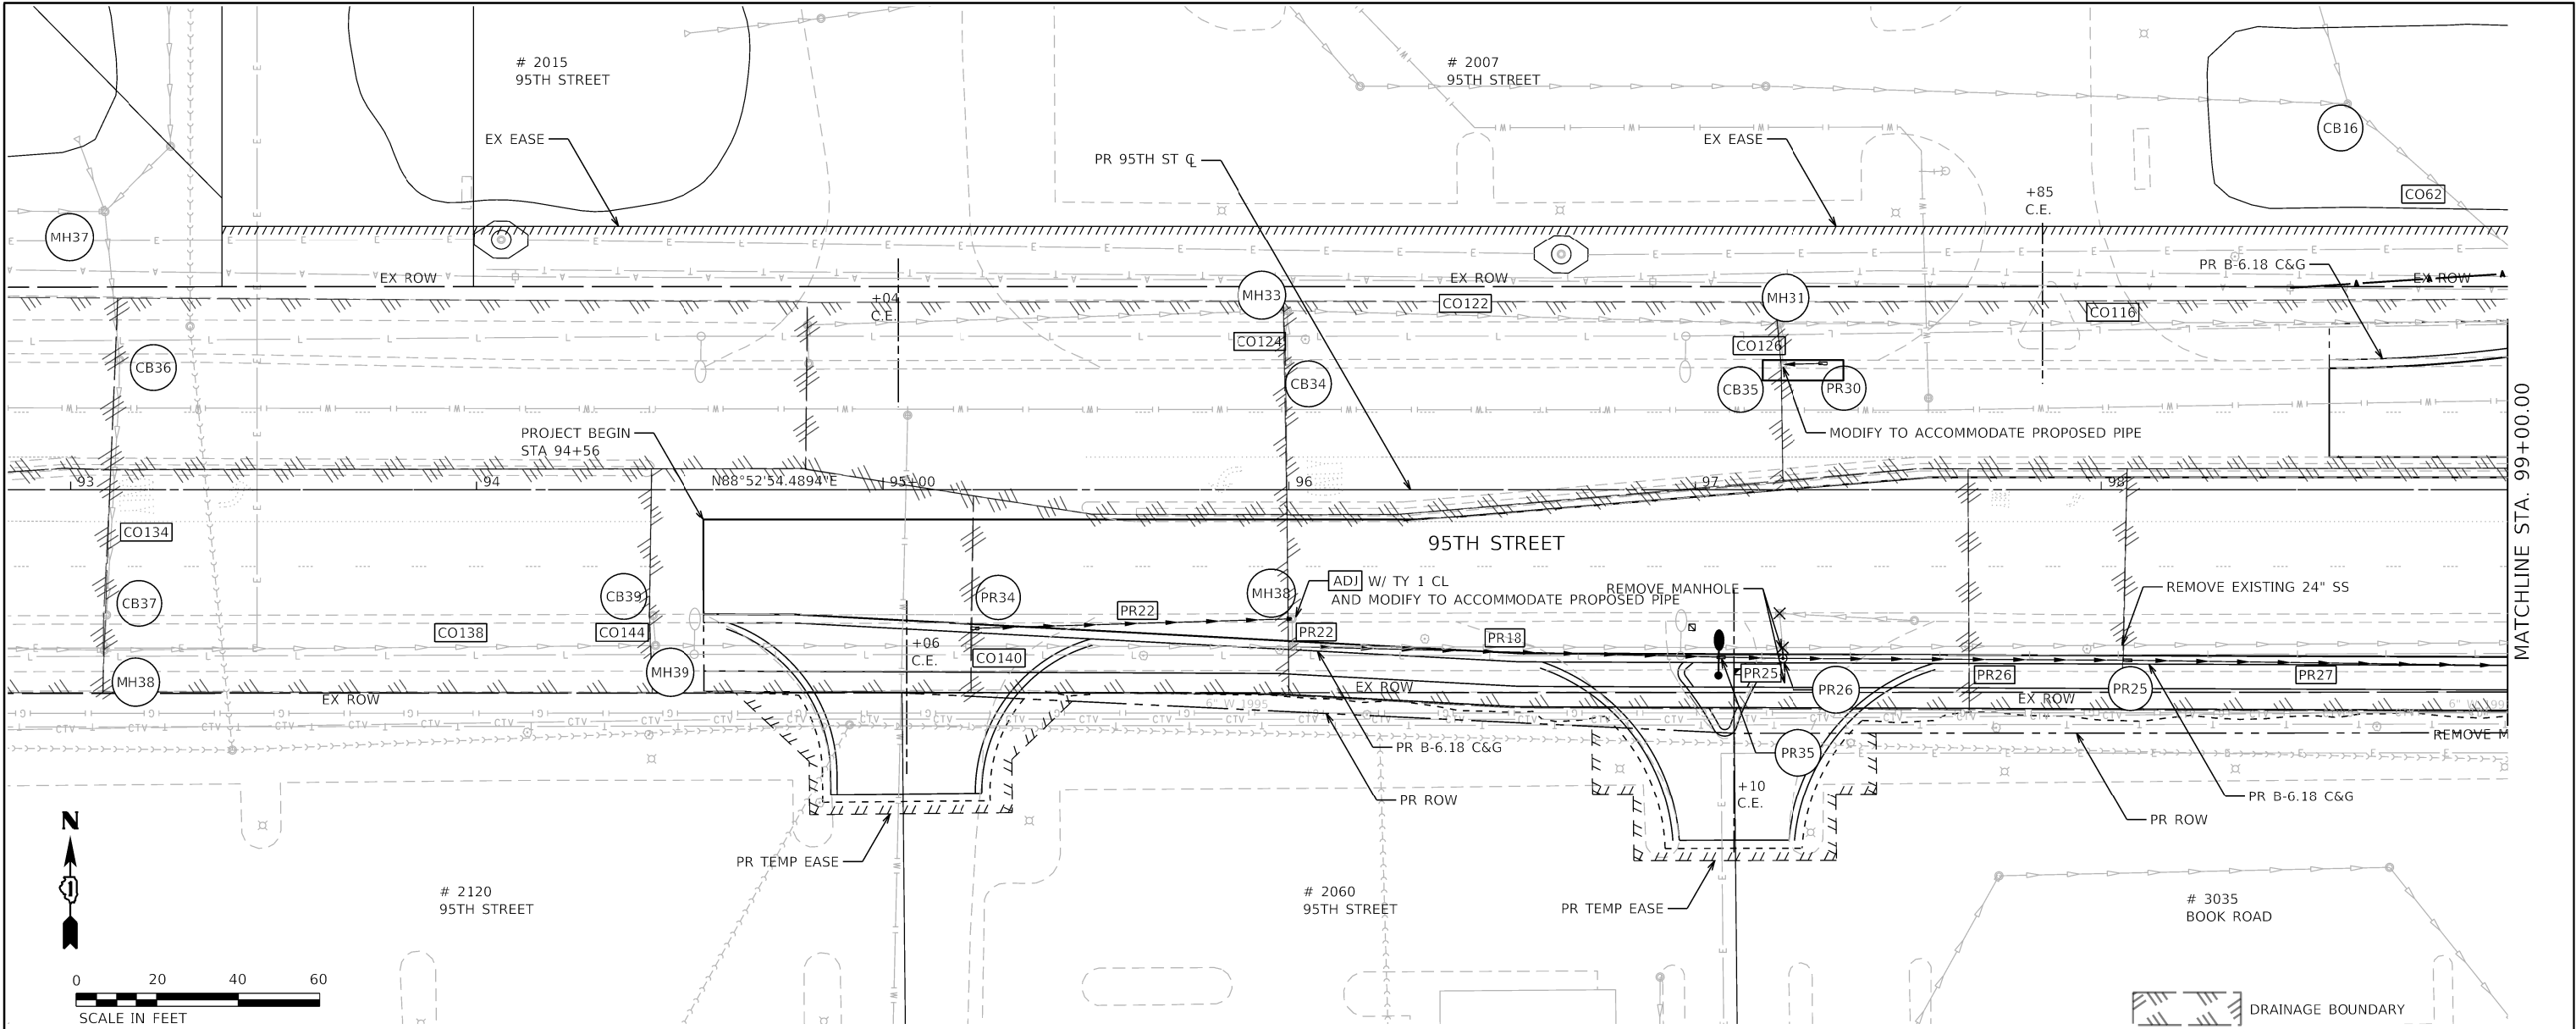 # 2015
95TH STREET
# 2007
95TH STREET
EX EASE
PR 95TH ST ℄
EX EASE
CB16
+85
C.E.
CO62
MH37
EX ROW
EX ROW
PR B-6.18 C&G
EX ROW
+04
C.E.
MH33
CO122
MH31
CO116
CO124
CO126
CB36
CB34
CB35
PR30
PROJECT BEGIN
STA 94+56
MODIFY TO ACCOMMODATE PROPOSED PIPE
93
94
N88°52'54.4894"E
95+00
96
97
98
MATCHLINE STA. 99+00.00
CO134
95TH STREET
CB37
CB39
PR34
MH38
ADJ W/ TY 1 CL
AND MODIFY TO ACCOMMODATE PROPOSED PIPE
REMOVE MANHOLE
REMOVE EXISTING 24" SS
PR22
CO138
CO144
+06
C.E.
CO140
PR22
PR18
MH38
MH39
PR25
PR26
PR26
PR25
PR27
EX ROW
EX ROW
EX ROW
6" W 1995
PR B-6.18 C&G
PR35
REMOVE M
PR ROW
+10
C.E.
PR B-6.18 C&G
PR ROW
N
PR TEMP EASE
# 2120
95TH STREET
# 2060
95TH STREET
PR TEMP EASE
# 3035
BOOK ROAD
0 20 40 60
SCALE IN FEET
DRAINAGE BOUNDARY